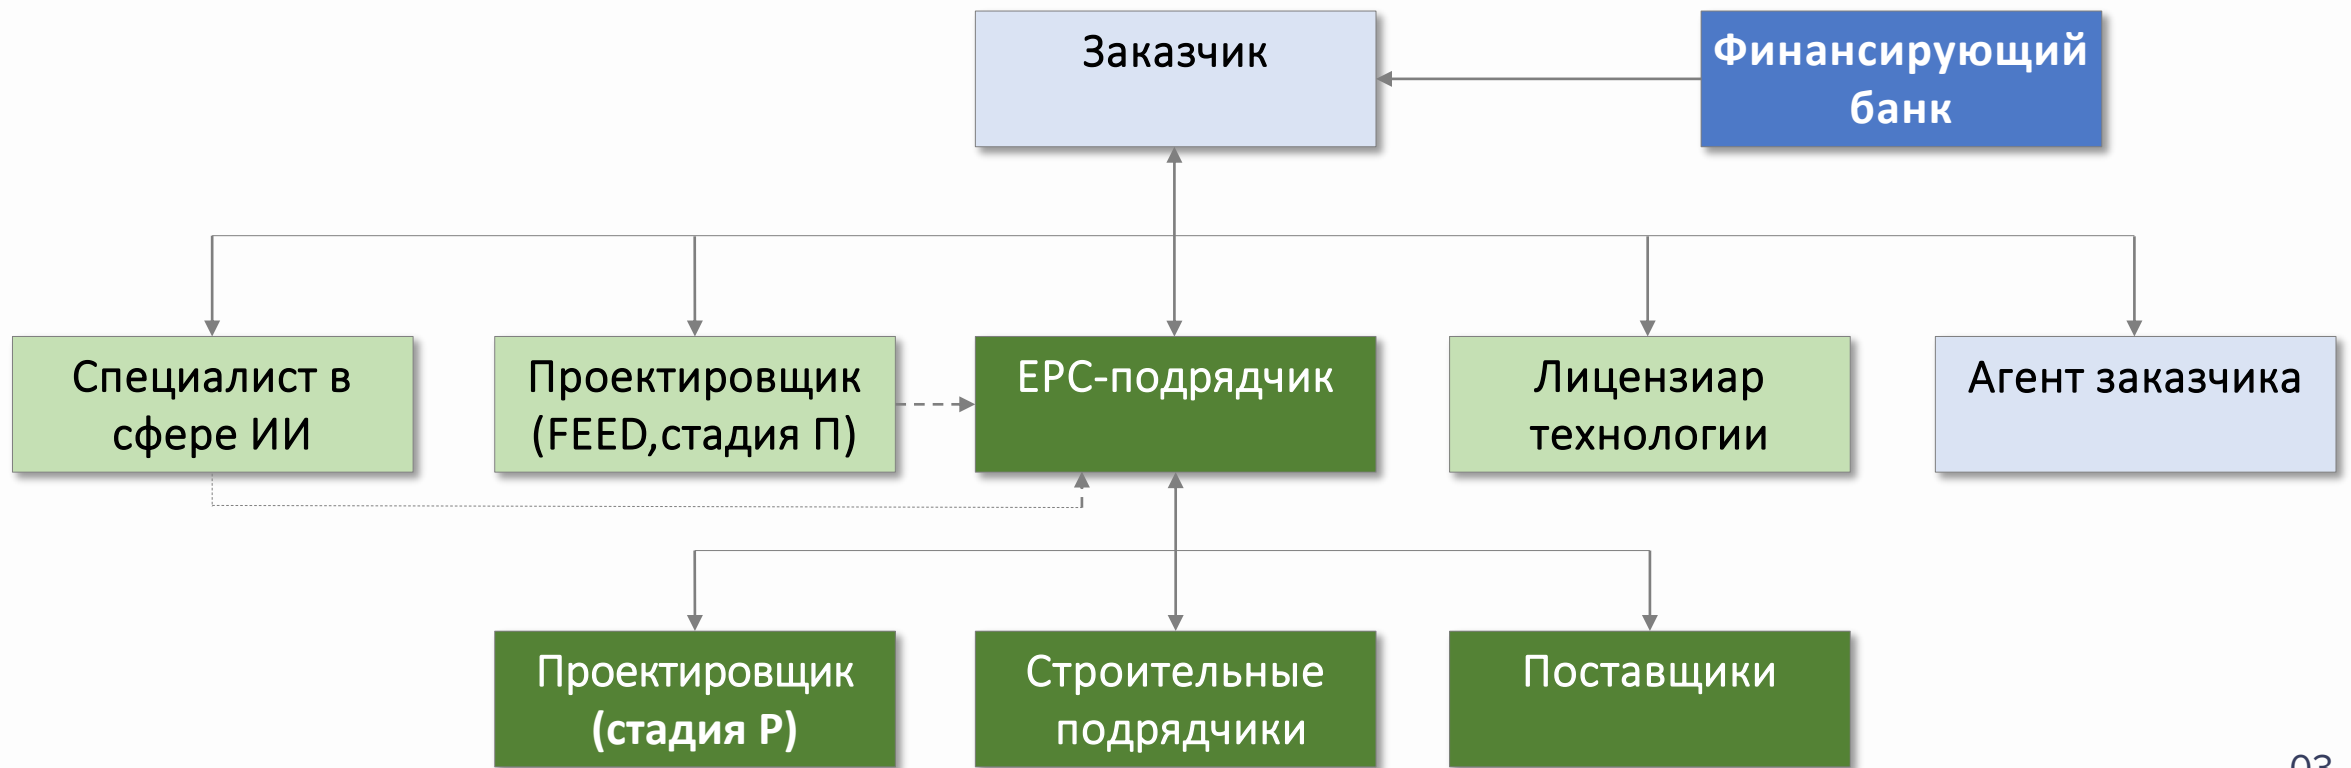 Заказчик
Финансирующий
банк
Специалист в
сфере ИИ
Проектировщик
(FEED,стадия П)
EPC-подрядчик
Лицензиар
технологии
Агент заказчика
Проектировщик
(стадия Р)
Строительные
подрядчики
Поставщики
03